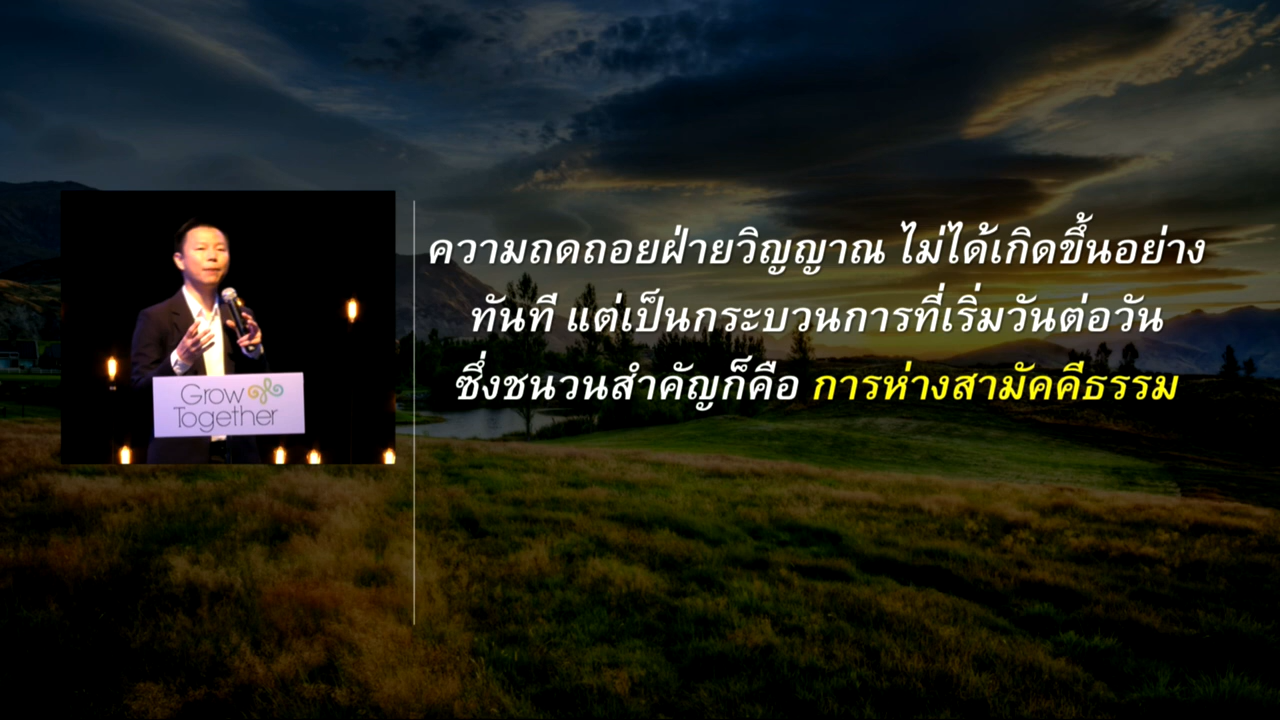 Grow
Together
ความถดถอยฝ่ายวิญญาณ ไม่ได้เกิดขึ้นอย่าง
ทันที แต่เป็นกระบวนการที่เริ่มวันต่อวัน
ซึ่งชนวนสำคัญก็คือ การห่างสามัคคีธรรม